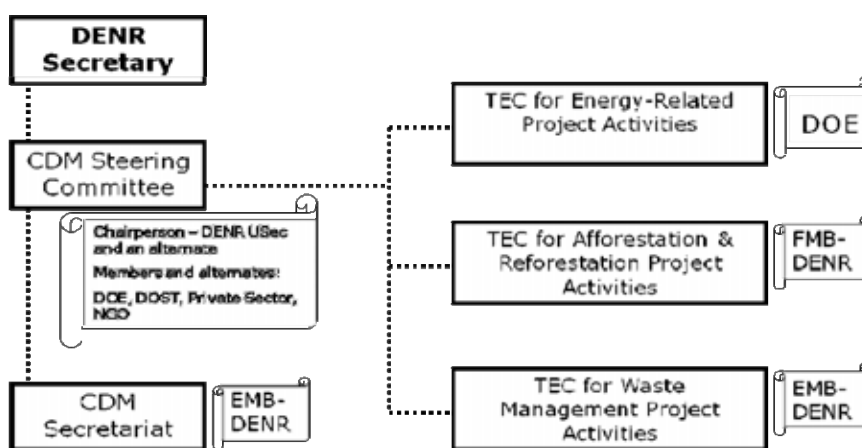 DENR
Secretary
CDM Steering
Committee
Chairperson – DENR USec
and an alternate
Members and alternates:
DOE, DOST, Private Sector,
NGO
CDM
Secretariat
EMB-
DENR
TEC for Energy-Related
Project Activities
DOE
TEC for Afforestation &
Reforestation Project
Activities
FMB-
DENR
TEC for Waste
Management Project
Activities
EMB-
DENR